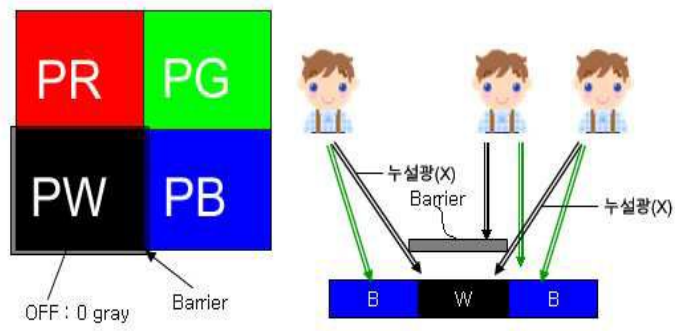 PR PG
PW PB
OFF : 0 gray
Barrier
누설광(X)
Barrier
누설광(X)
B W B